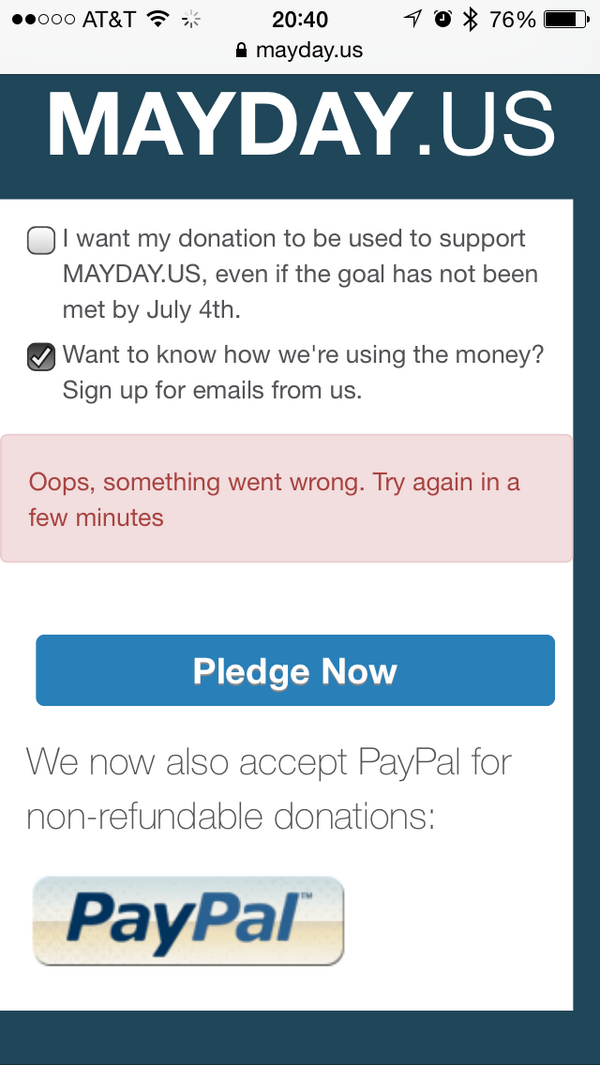 AT&T 20:40 76%
mayday.us
MAYDAY.US
I want my donation to be used to support
MAYDAY.US, even if the goal has not been
met by July 4th.
Want to know how we're using the money?
Sign up for emails from us.
Oops, something went wrong. Try again in a
few minutes
Pledge Now
We now also accept PayPal for
non-refundable donations:
PayPal™